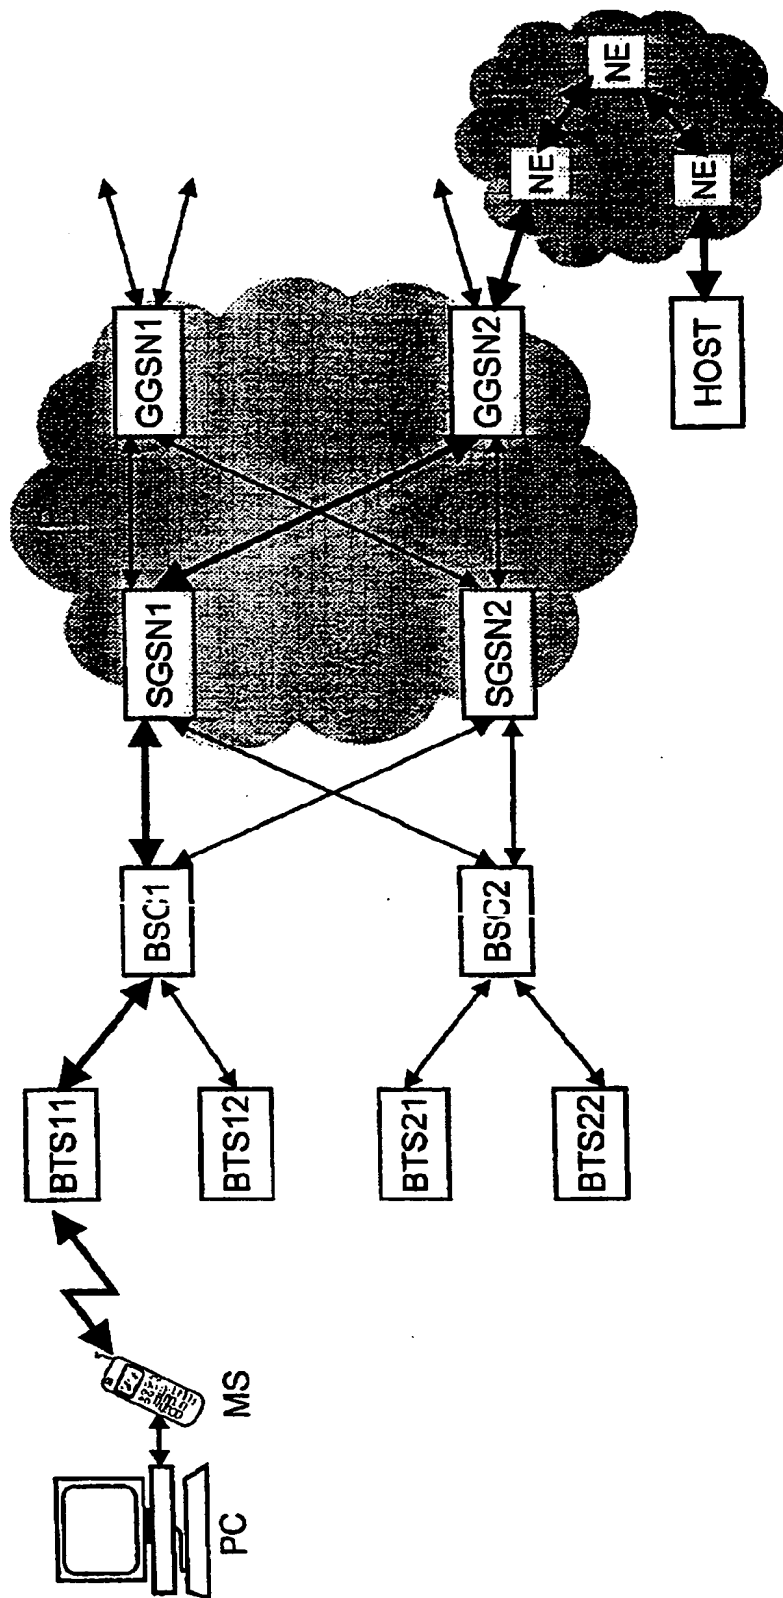 PC
MS
BTS11
BTS12
BTS21
BTS22
BSC1
BSC2
SGSN1
SGSN2
GGSN1
GGSN2
HOST
NE
NE
NE